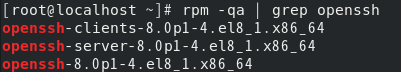 [root@localhost ~]# rpm -qa | grep openssh
openssh-clients-8.0p1-4.el8_1.x86_64
openssh-server-8.0p1-4.el8_1.x86_64
openssh-8.0p1-4.el8_1.x86_64